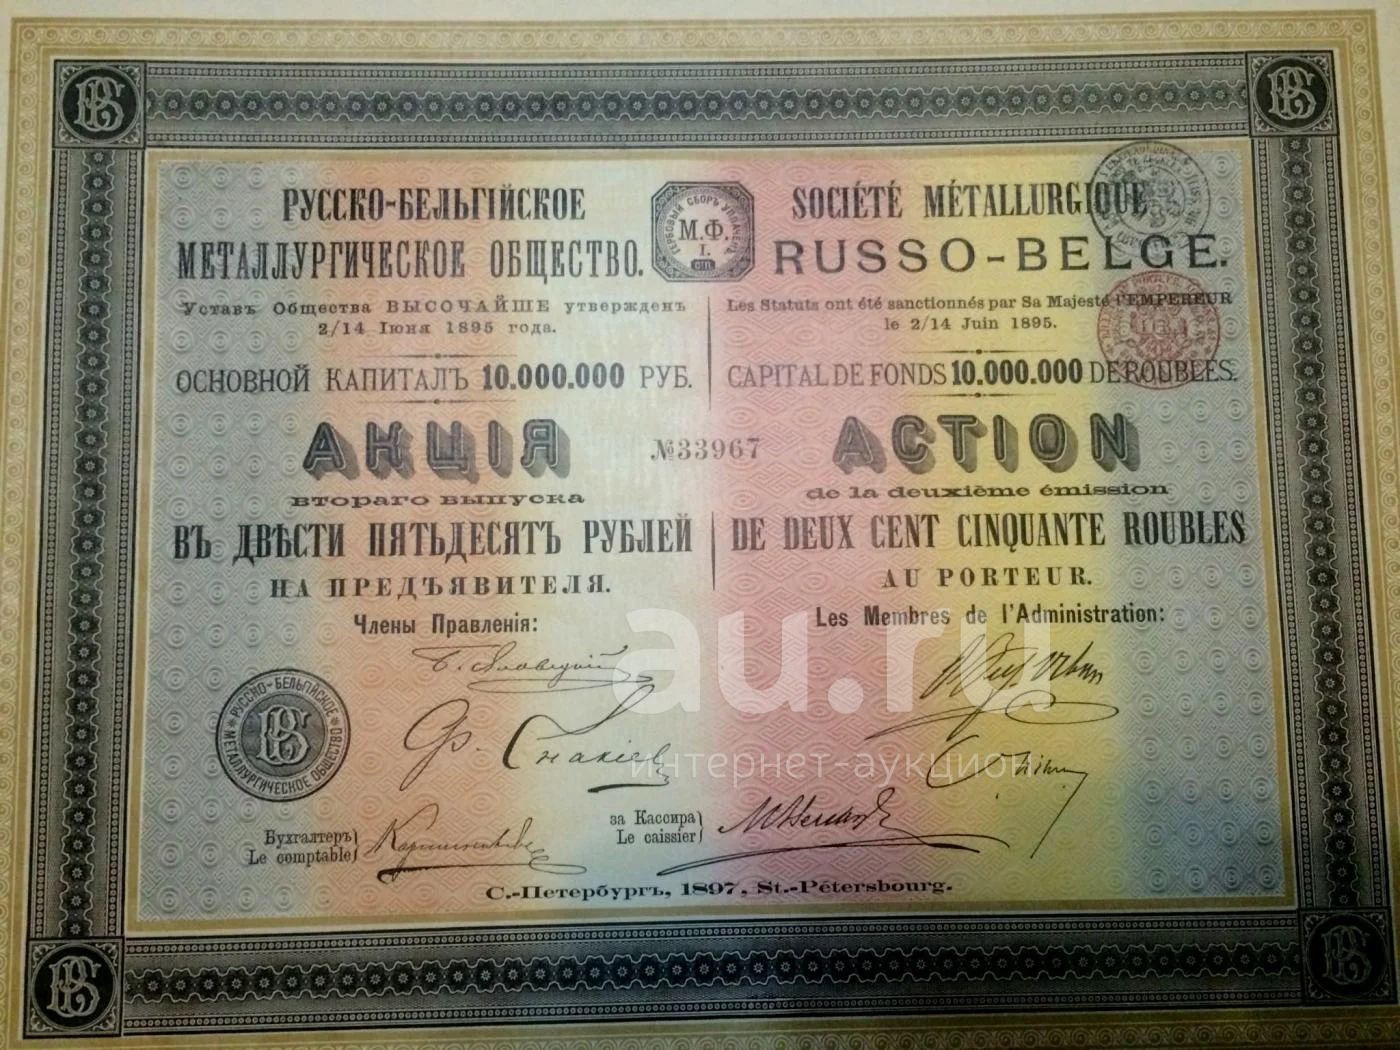 РУССКО-БЕЛЬГІЙСКОЕ
МЕТАЛЛУРГИЧЕСКОЕ ОБЩЕСТВО.
Уставъ Общества ВЫСОЧАЙШЕ утвержденъ
2/14 Іюня 1895 года.
ОСНОВНОЙ КАПИТАЛЪ 10.000.000 РУБ.
АКЦІЯ
втораго выпуска
ВЪ ДВѢСТИ ПЯТЬДЕСЯТЪ РУБЛЕЙ
НА ПРЕДЪЯВИТЕЛЯ.
Члены Правленія:
ГЕРБОВЫЙ СБОРЪ УПЛАЧЕНЪ
М.Ф.
I.
СПБ
№33967
SOCIÉTÉ MÉTALLURGIQUE
RUSSO-BELGE.
Les Statuts ont été sanctionnés par Sa Majesté l'EMPEREUR
le 2/14 Juin 1895.
CAPITAL DE FONDS 10.000.000 DE ROUBLES.
ACTION
de la deuxième émission
DE DEUX CENT CINQUANTE ROUBLES
AU PORTEUR.
Les Membres de l'Administration:
РУССКО-БЕЛЬГІЙСКОЕ
МЕТАЛЛУРГИЧЕСКОЕ ОБЩЕСТВО
Бухгалтеръ
Le comptable
за Кассира
Le caissier
С.-Петербургъ, 1897, St.-Pétersbourg.
au.ru
интернет-аукцион